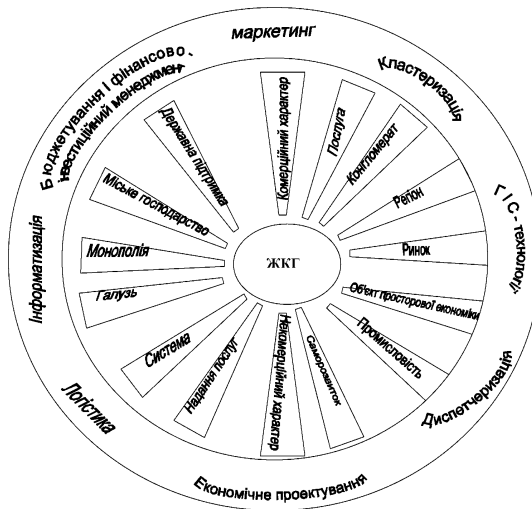 маркетинг
Кластеризація
ГІС-технології
Диспетчеризація
Економічне проектування
Логістика
Інформатизація
Бюджетування і фінансово-
інвестиційний менеджмент
Комерційний характер
Послуга
Конгломерат
Регіон
Ринок
Об'єкт просторової економіки
Промисловість
Саморозвиток
Некомерційний характер
Надання послуг
Система
Галузь
Монополія
Міська господарство
Державна підтримка
ЖКГ